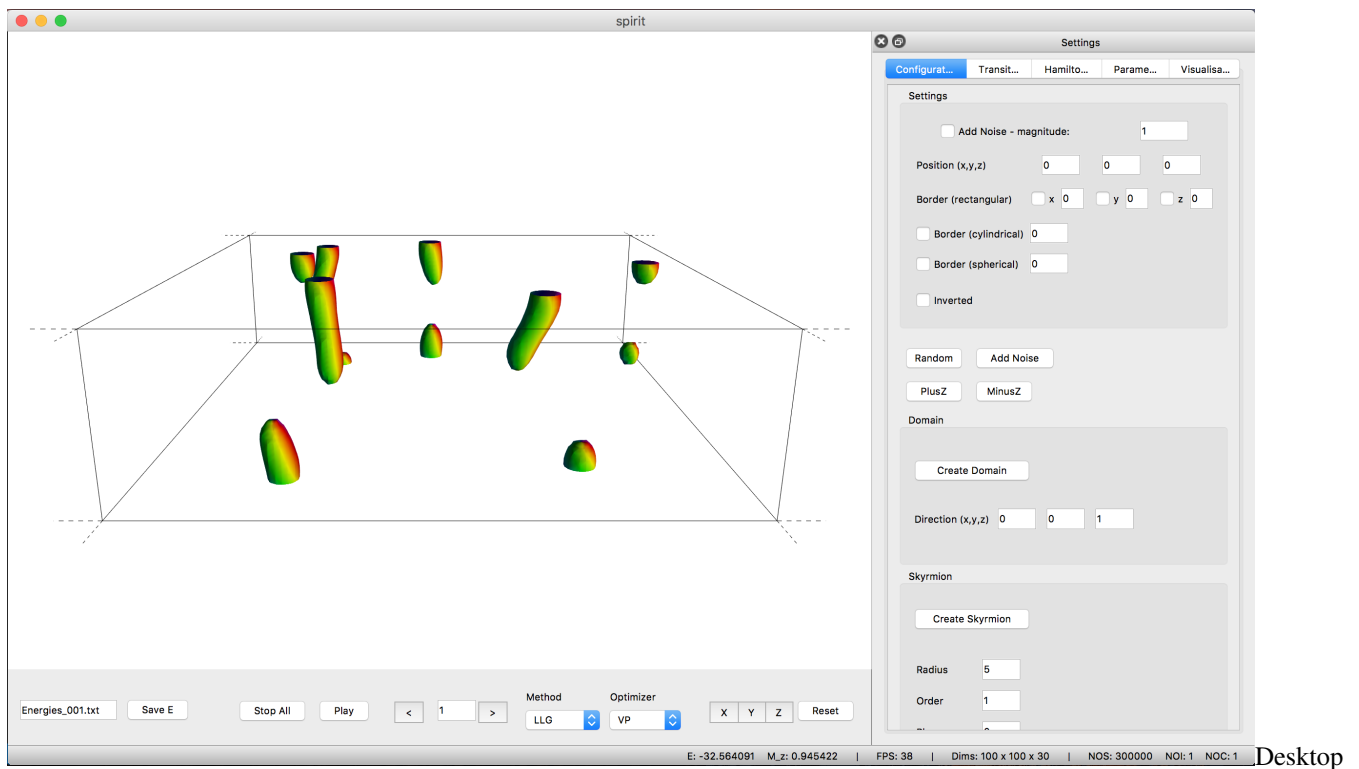 spirit
Settings
Configurat... Transit... Hamilto... Parame... Visualisa...
Settings
Add Noise - magnitude: 1
Position (x,y,z) 0 0 0
Border (rectangular) x 0 y 0 z 0
Border (cylindrical) 0
Border (spherical) 0
Inverted
Random Add Noise
PlusZ MinusZ
Domain
Create Domain
Direction (x,y,z) 0 0 1
Skyrmion
Create Skyrmion
Radius 5
Order 1
Method Optimizer
Energies_001.txt Save E Stop All Play < 1 > LLG VP X Y Z Reset
E: -32.564091 M_z: 0.945422 | FPS: 38 | Dims: 100 x 100 x 30 | NOS: 300000 NOI: 1 NOC: 1
Desktop